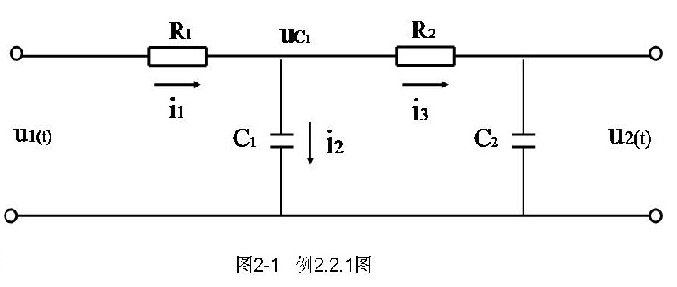 R1
uC1
R2
i1
i3
u1(t)
C1
i2
C2
u2(t)
图2-1 例2.2.1图